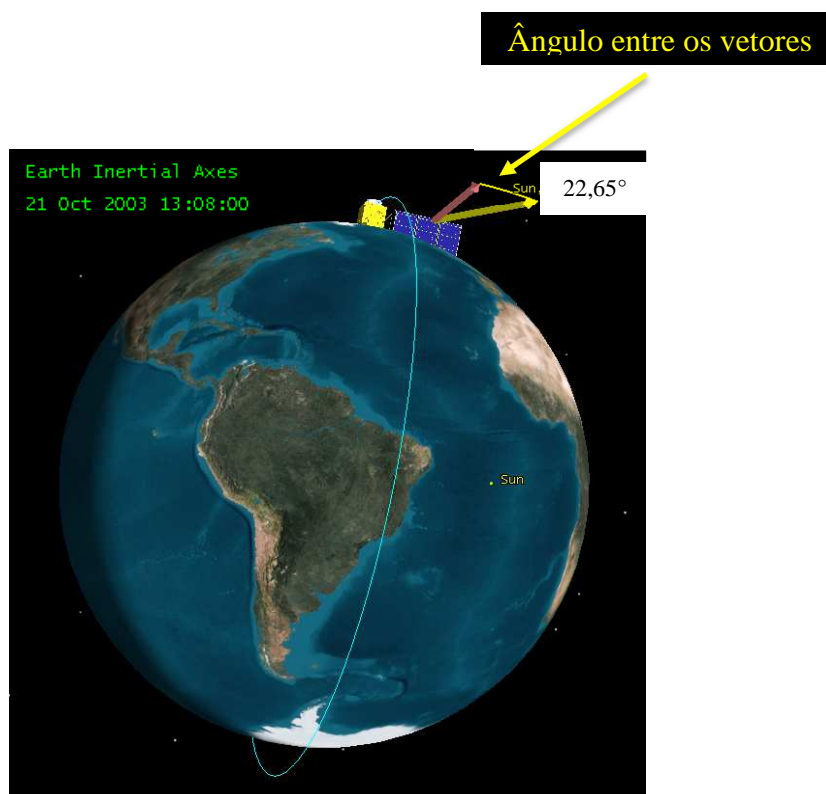 Ângulo entre os vetores
Earth Inertial Axes
21 Oct 2003 13:08:00
Sun
22,65°
Sun